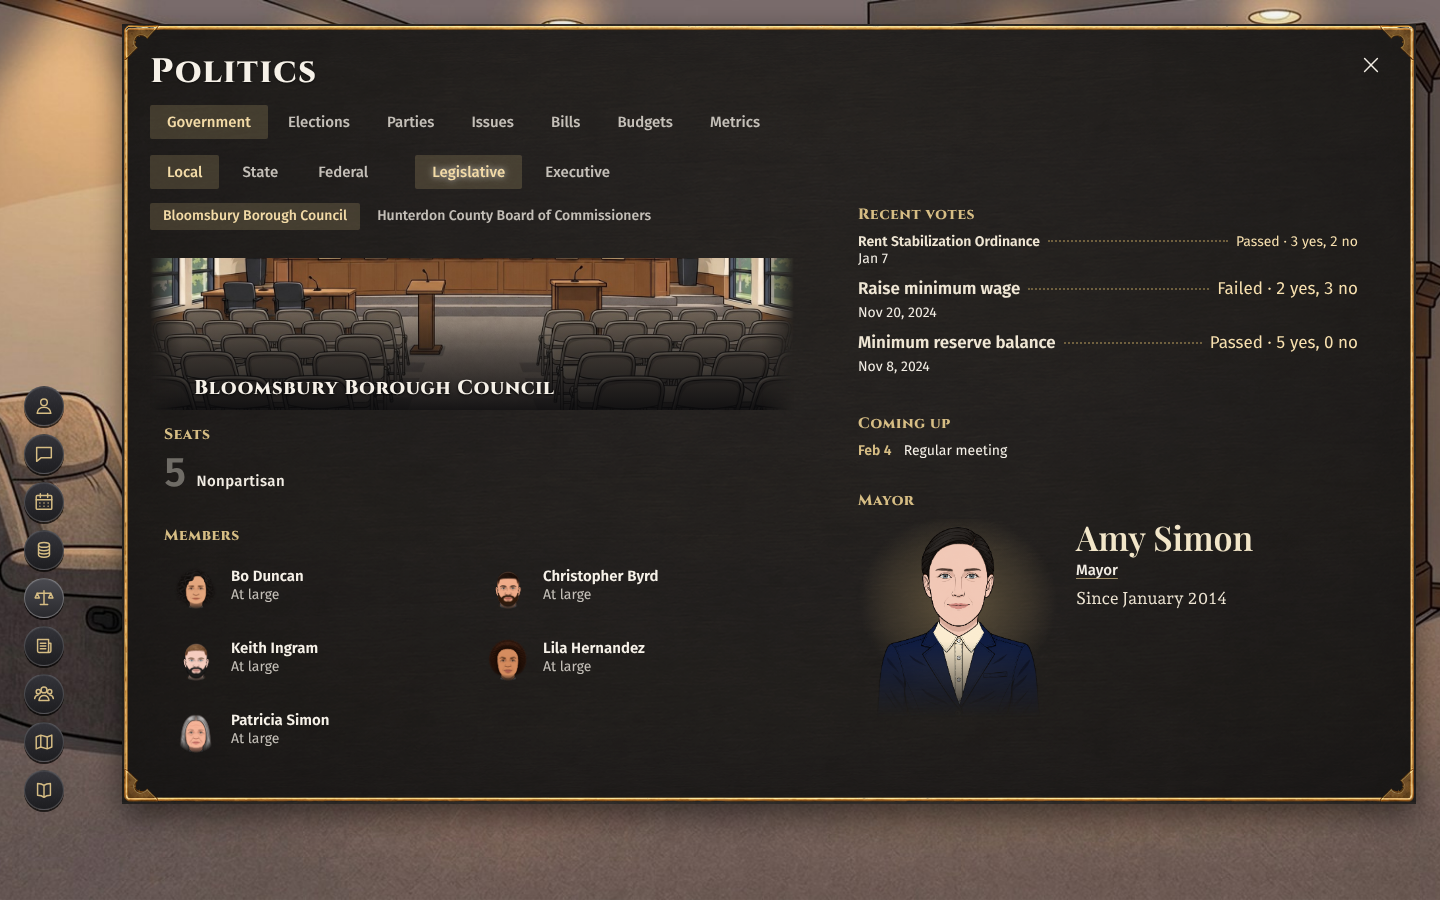 Politics
Government Elections Parties Issues Bills Budgets Metrics
Local State Federal Legislative Executive
Bloomsbury Borough Council Hunterdon County Board of Commissioners
Bloomsbury Borough Council
Seats
5 Nonpartisan
Members
Bo Duncan
At large
Christopher Byrd
At large
Keith Ingram
At large
Lila Hernandez
At large
Patricia Simon
At large
Recent votes
Rent Stabilization Ordinance Passed · 3 yes, 2 no
Jan 7
Raise minimum wage Failed · 2 yes, 3 no
Nov 20, 2024
Minimum reserve balance Passed · 5 yes, 0 no
Nov 8, 2024
Coming up
Feb 4 Regular meeting
Mayor
Amy Simon
Mayor
Since January 2014